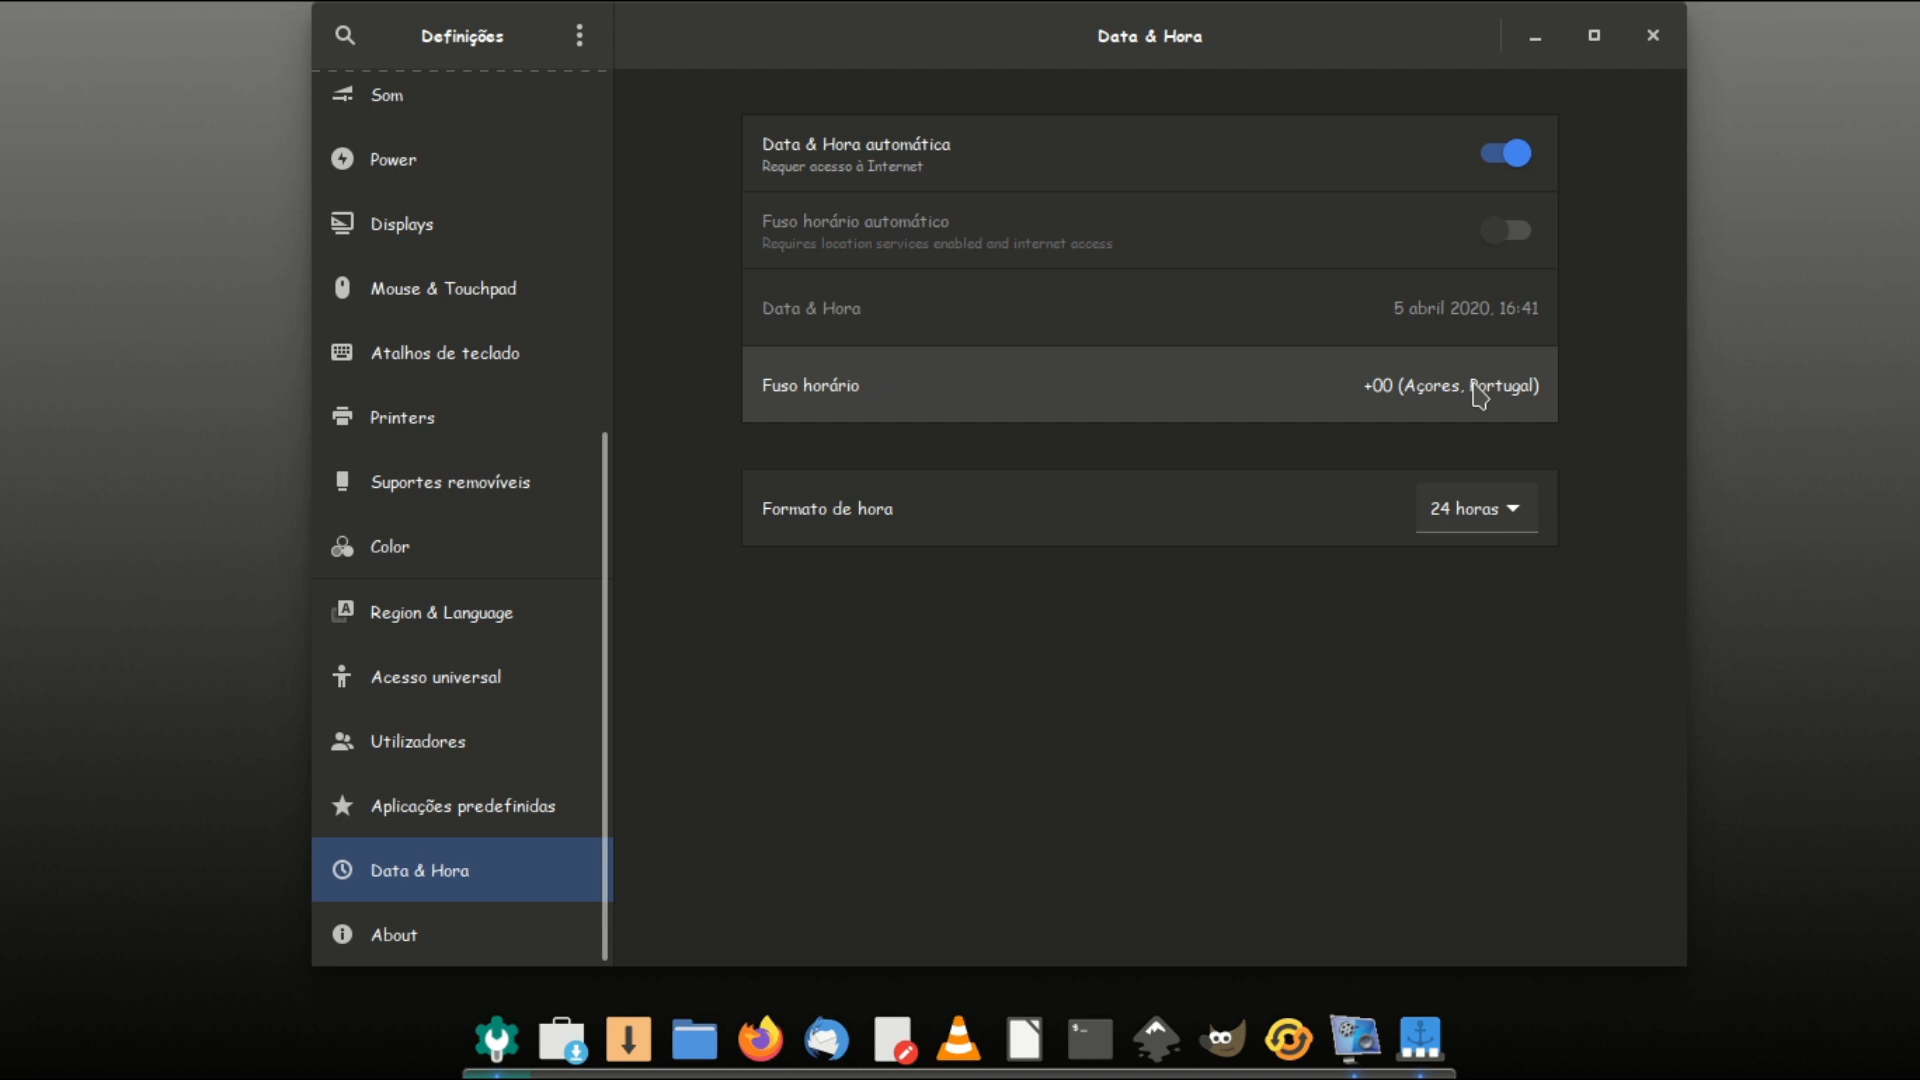 Definições
Data & Hora
Som
Power
Displays
Mouse & Touchpad
Atalhos de teclado
Printers
Suportes removíveis
Color
Region & Language
Acesso universal
Utilizadores
Aplicações predefinidas
Data & Hora
About
Data & Hora automática
Requer acesso à Internet
Fuso horário automático
Requires location services enabled and internet access
Data & Hora
5 abril 2020, 16:41
Fuso horário
+00 (Açores, Portugal)
Formato de hora
24 horas